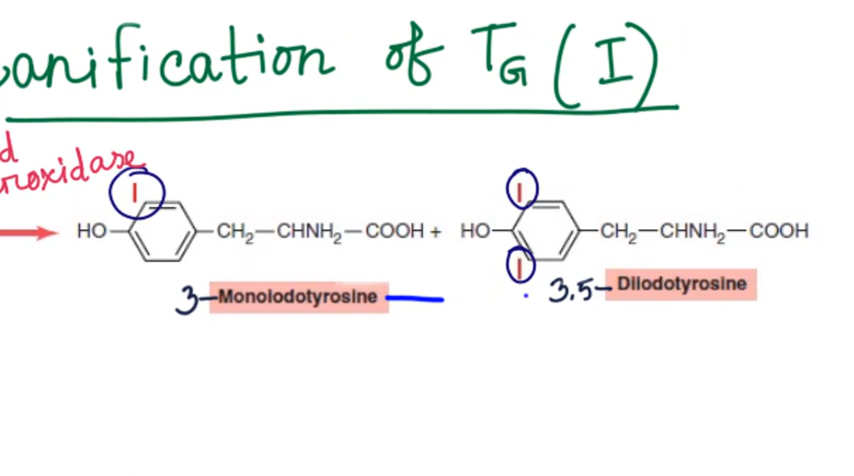 anification of TG (I)
d
roxidase
I
HO CH2—CHNH2—COOH +
3- Monoiodotyrosine
I
HO CH2—CHNH2—COOH
I
3.5- Diiodotyrosine